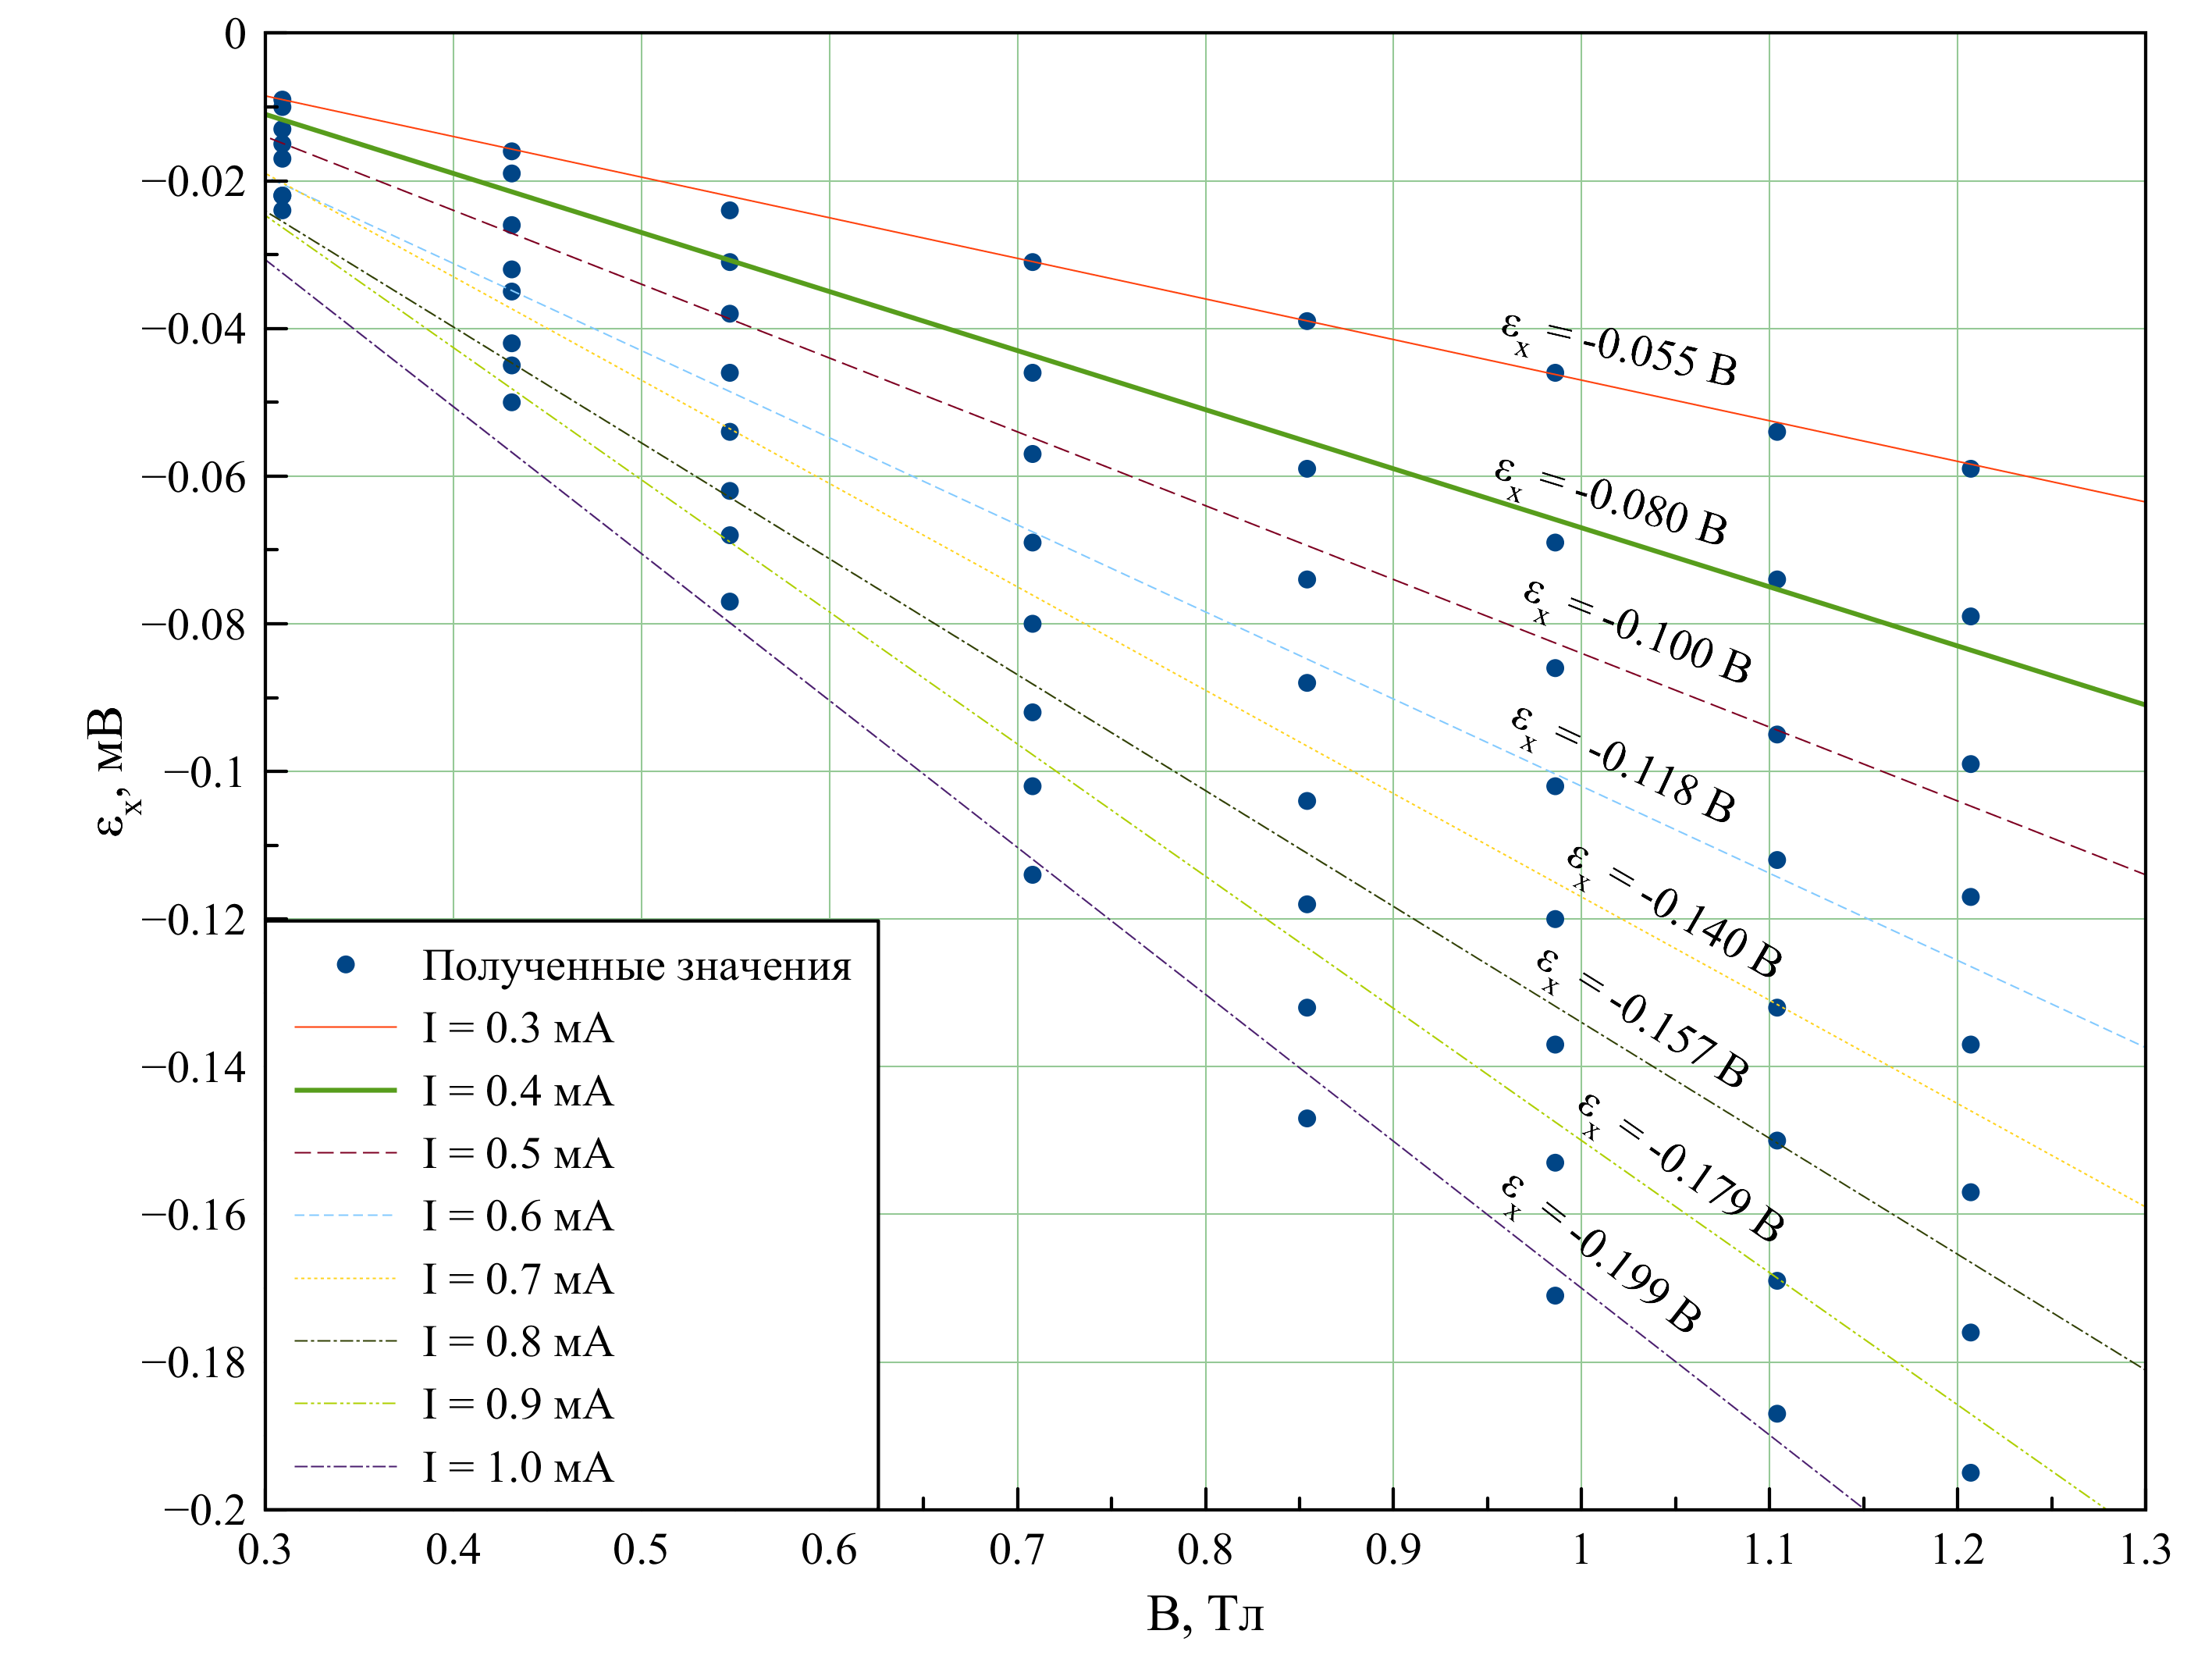 0
−0.02
−0.04
−0.06
−0.08
−0.1
−0.12
−0.14
−0.16
−0.18
−0.2
εx, мВ
εx =-0.055 B
εx =-0.080 B
εx =-0.100 B
εx =-0.118 B
εx =-0.140 B
εx =-0.157 B
εx =-0.179 B
εx =-0.199 B
Полученные значения
I = 0.3 мА
I = 0.4 мА
I = 0.5 мА
I = 0.6 мА
I = 0.7 мА
I = 0.8 мА
I = 0.9 мА
I = 1.0 мА
0.3 0.4 0.5 0.6 0.7 0.8 0.9 1 1.1 1.2 1.3
В, Тл